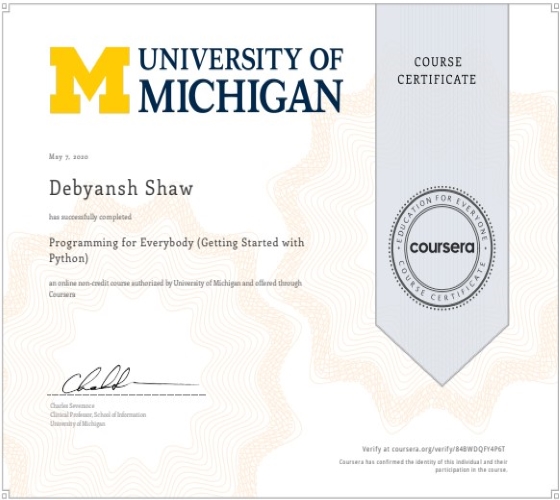 UNIVERSITY OF
MICHIGAN
COURSE
CERTIFICATE
May 7, 2020
Debyansh Shaw
has successfully completed
Programming for Everybody (Getting Started with
Python)
an online non-credit course authorized by University of Michigan and offered through
Coursera
EDUCATION FOR EVERYONE
coursera
COURSE CERTIFICATE
Charles Severance
Clinical Professor, School of Information
University of Michigan
Verify at coursera.org/verify/84BWDQFY4P6T
Coursera has confirmed the identity of this individual and their
participation in the course.